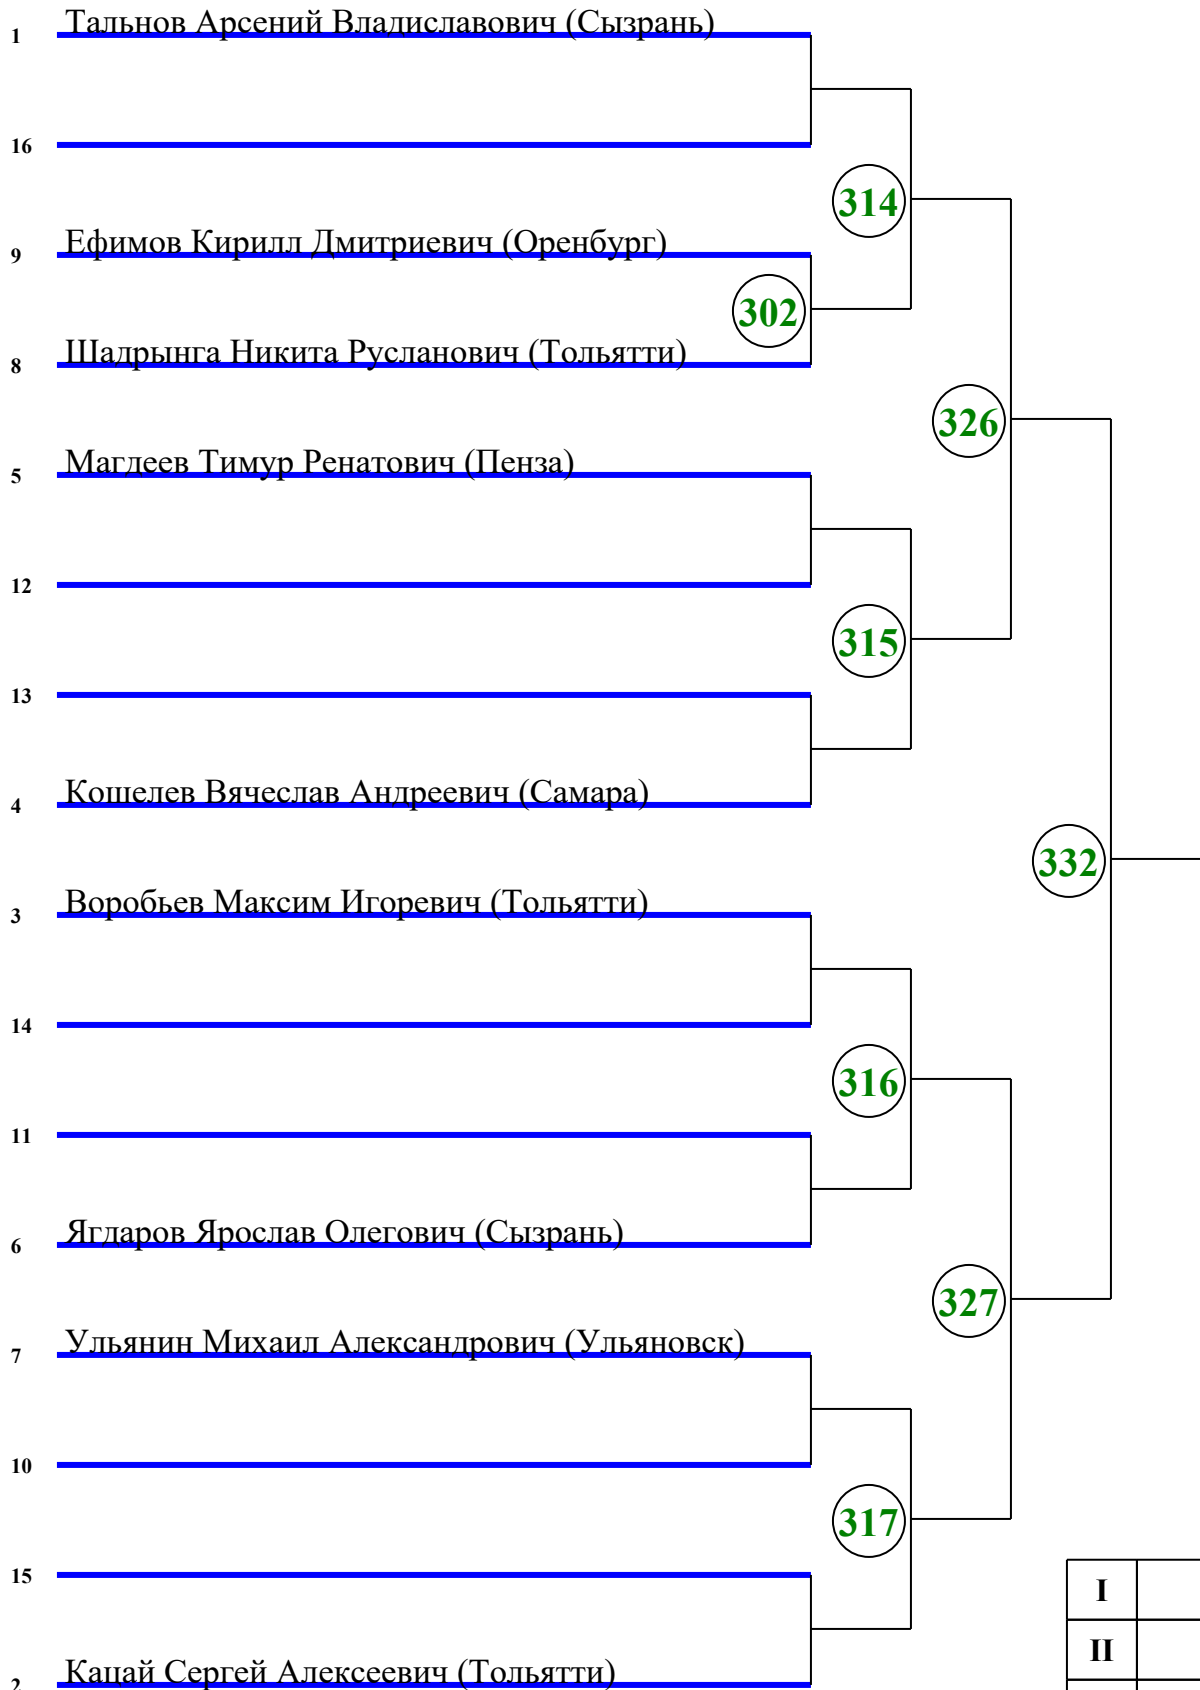 1 Тальнов Арсений Владиславович (Сызрань)
16
314
9 Ефимов Кирилл Дмитриевич (Оренбург)
302
8 Шадрынга Никита Русланович (Тольятти)
326
5 Магдеев Тимур Ренатович (Пенза)
12
315
13
4 Кошелев Вячеслав Андреевич (Самара)
332
3 Воробьев Максим Игоревич (Тольятти)
14
316
11
6 Ягдаров Ярослав Олегович (Сызрань)
327
7 Ульянин Михаил Александрович (Ульяновск)
10
317
15
I
II
2 Кацай Сергей Алексеевич (Тольятти)